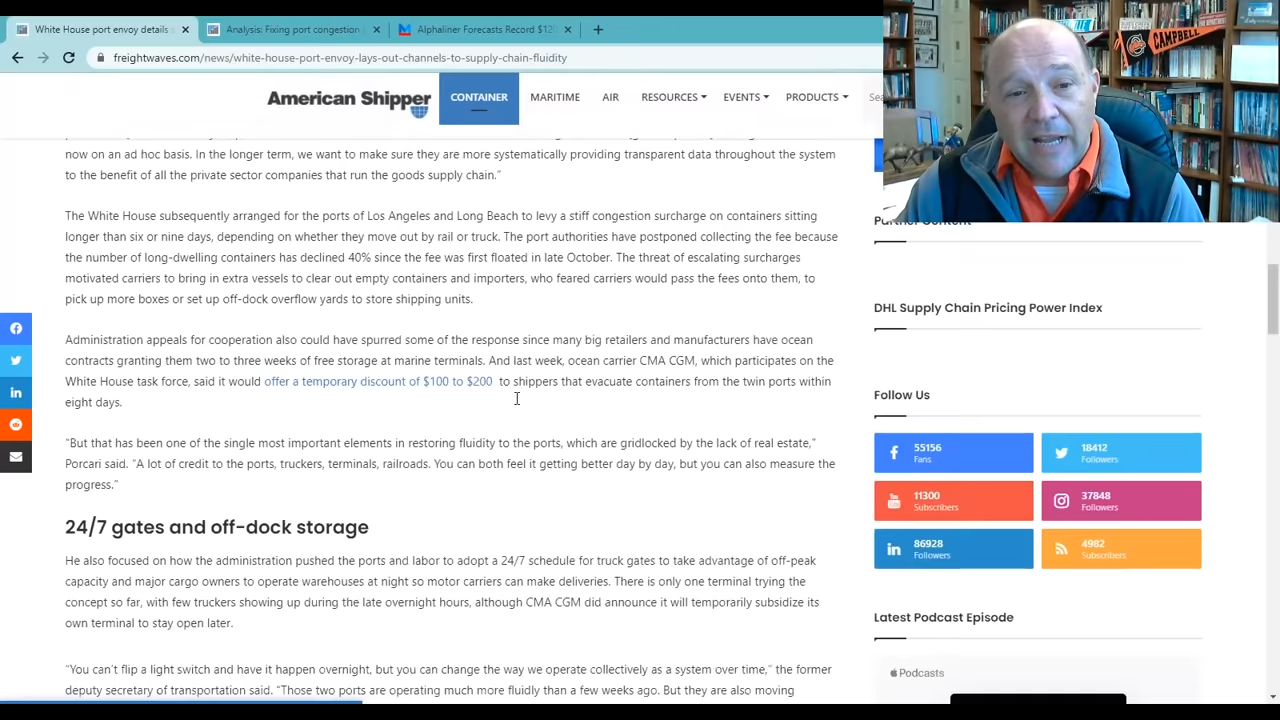 White House port envoy details
Analysis: Fixing port congestion
Alphaliner Forecasts Record $12
freightwaves.com/news/white-house-port-envoy-lays-out-channels-to-supply-chain-fluidity
American Shipper
CONTAINER
MARITIME
AIR
RESOURCES
EVENTS
PRODUCTS
CAMPBELL
now on an ad hoc basis. In the longer term, we want to make sure they are more systematically providing transparent data throughout the system
to the benefit of all the private sector companies that run the goods supply chain.”
The White House subsequently arranged for the ports of Los Angeles and Long Beach to levy a stiff congestion surcharge on containers sitting
longer than six or nine days, depending on whether they move out by rail or truck. The port authorities have postponed collecting the fee because
the number of long-dwelling containers has declined 40% since the fee was first floated in late October. The threat of escalating surcharges
motivated carriers to bring in extra vessels to clear out empty containers and importers, who feared carriers would pass the fees onto them, to
pick up more boxes or set up off-dock overflow yards to store shipping units.
Administration appeals for cooperation also could have spurred some of the response since many big retailers and manufacturers have ocean
contracts granting them two to three weeks of free storage at marine terminals. And last week, ocean carrier CMA CGM, which participates on the
White House task force, said it would offer a temporary discount of $100 to $200 to shippers that evacuate containers from the twin ports within
eight days.
“But that has been one of the single most important elements in restoring fluidity to the ports, which are gridlocked by the lack of real estate,”
Porcari said. “A lot of credit to the ports, truckers, terminals, railroads. You can both feel it getting better day by day, but you can also measure the
progress.”
24/7 gates and off-dock storage
He also focused on how the administration pushed the ports and labor to adopt a 24/7 schedule for truck gates to take advantage of off-peak
capacity and major cargo owners to operate warehouses at night so motor carriers can make deliveries. There is only one terminal trying the
concept so far, with few truckers showing up during the late overnight hours, although CMA CGM did announce it will temporarily subsidize its
own terminal to stay open later.
“You can’t flip a light switch and have it happen overnight, but you can change the way we operate collectively as a system over time,” the former
deputy secretary of transportation said. “Those two ports are operating much more fluidly than a few weeks ago. But they are also moving
Partner Content
DHL Supply Chain Pricing Power Index
Follow Us
55156
Fans
18412
Followers
11300
Subscribers
37848
Followers
86928
Followers
4982
Subscribers
Latest Podcast Episode
Podcasts